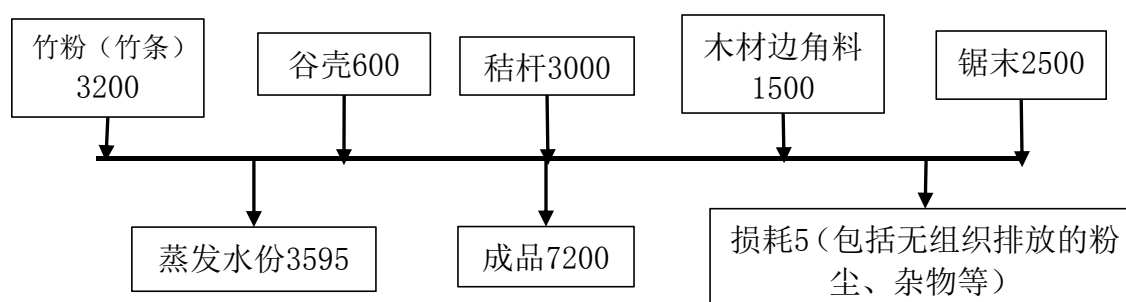 竹粉（竹条）
3200
谷壳600
秸杆3000
木材边角料
1500
锯末2500
蒸发水份3595
成品7200
损耗5（包括无组织排放的粉
尘、杂物等）